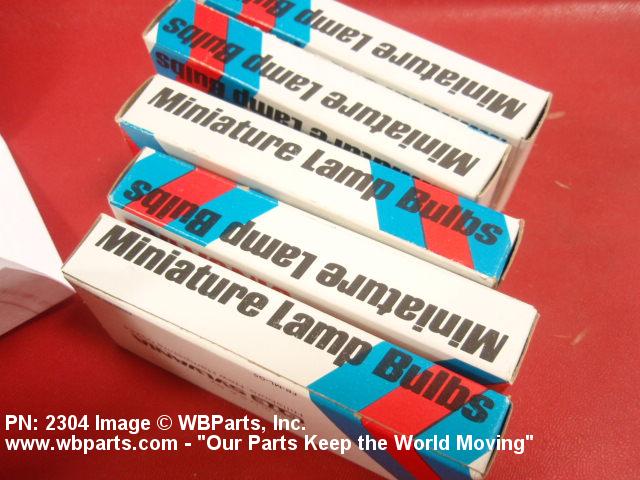 Miniature Lamp Bulbs
Miniature Lamp Bulbs
Miniature Lamp Bulbs
Miniature Lamp Bulbs
Miniature Lamp Bulbs
PN: 2304 Image © WBParts, Inc.
www.wbparts.com - "Our Parts Keep the World Moving"